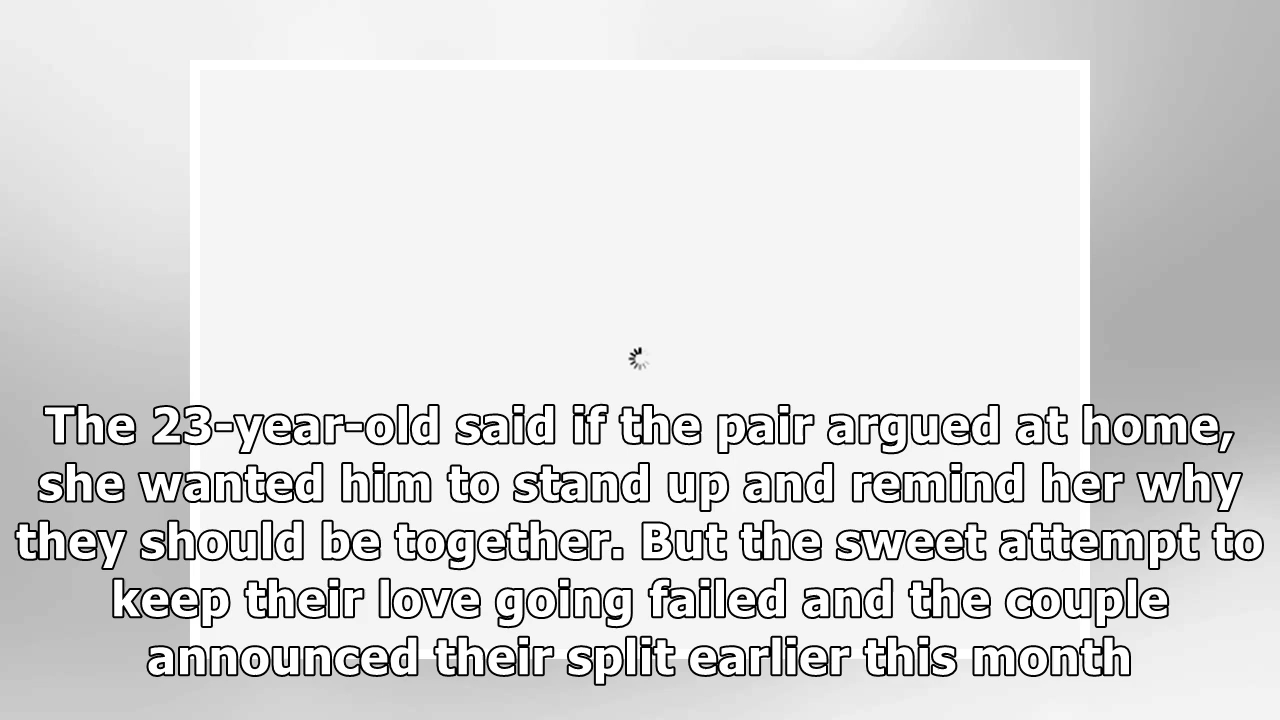 The 23-year-old said if the pair argued at home,
she wanted him to stand up and remind her why
they should be together. But the sweet attempt to
keep their love going failed and the couple
announced their split earlier this month